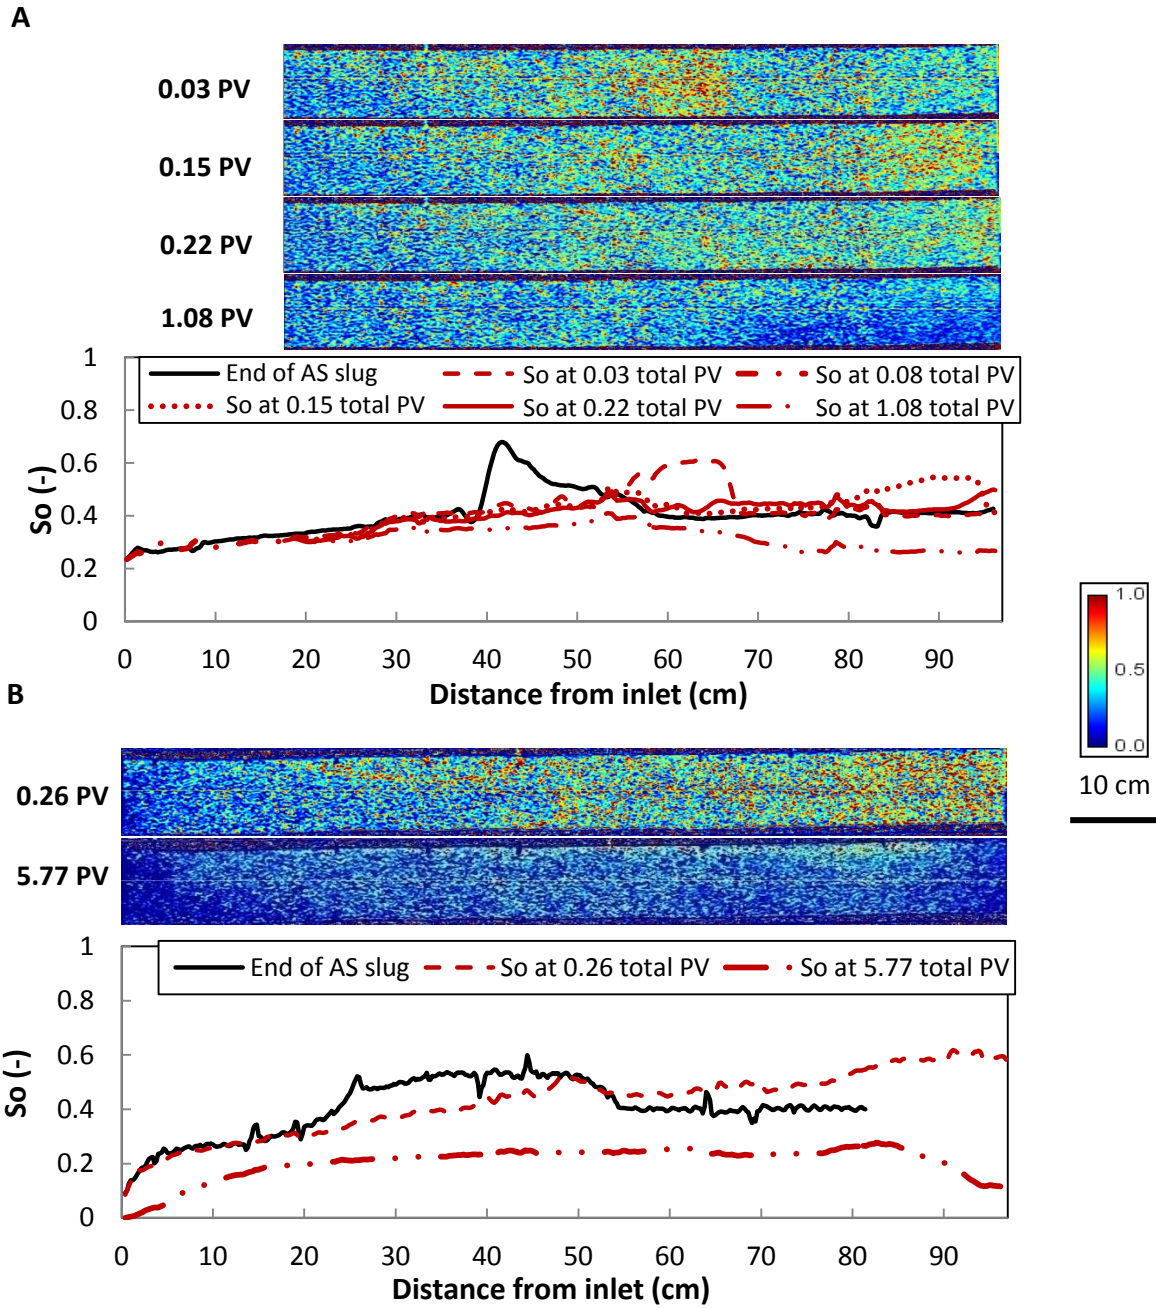 A
0.03 PV
0.15 PV
0.22 PV
1.08 PV
End of AS slug So at 0.03 total PV So at 0.08 total PV
So at 0.15 total PV So at 0.22 total PV So at 1.08 total PV
1
0.8
0.6
0.4
0.2
0
So (-)
0 10 20 30 40 50 60 70 80 90
Distance from inlet (cm)
1.0
0.5
0.0
10 cm
B
0.26 PV
5.77 PV
End of AS slug So at 0.26 total PV So at 5.77 total PV
1
0.8
0.6
0.4
0.2
0
So (-)
0 10 20 30 40 50 60 70 80 90
Distance from inlet (cm)